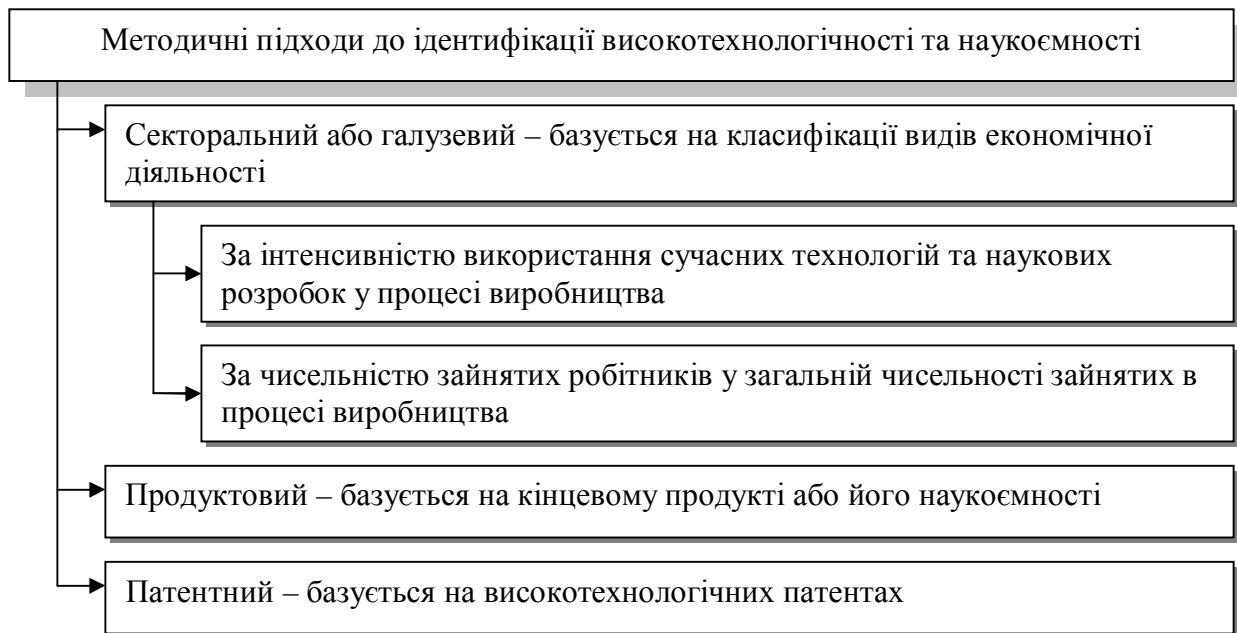 Методичні підходи до ідентифікації високотехнологічності та наукоємності
Секторальний або галузевий – базується на класифікації видів економічної
діяльності
За інтенсивністю використання сучасних технологій та наукових
розробок у процесі виробництва
За чисельністю зайнятих робітників у загальній чисельності зайнятих в
процесі виробництва
Продуктовий – базується на кінцевому продукті або його наукоємності
Патентний – базується на високотехнологічних патентах